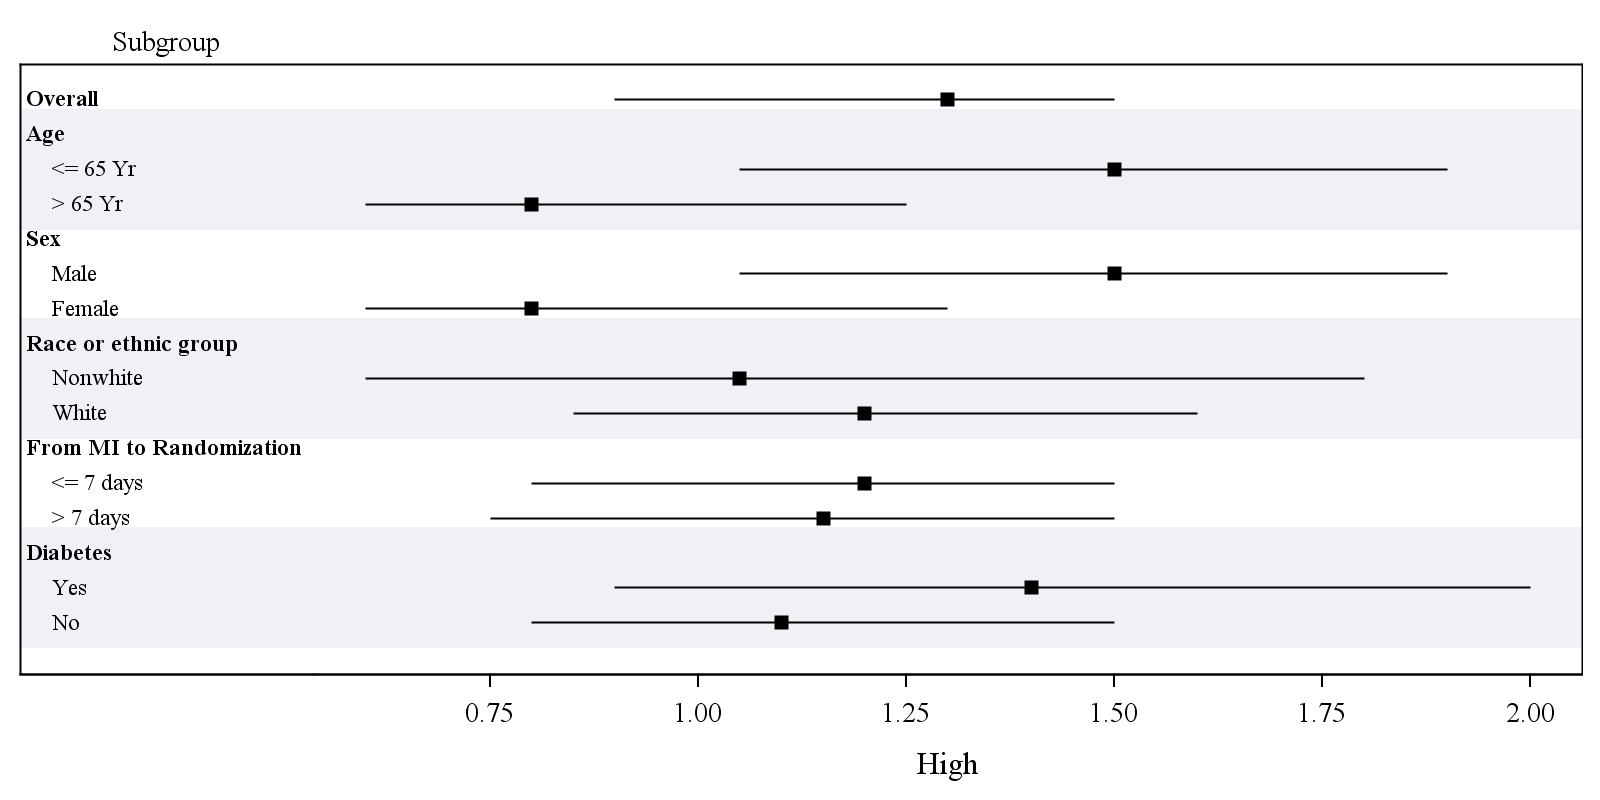 Subgroup
Overall
Age
<= 65 Yr
> 65 Yr
Sex
Male
Female
Race or ethnic group
Nonwhite
White
From MI to Randomization
<= 7 days
> 7 days
Diabetes
Yes
No
0.75 1.00 1.25 1.50 1.75 2.00
High